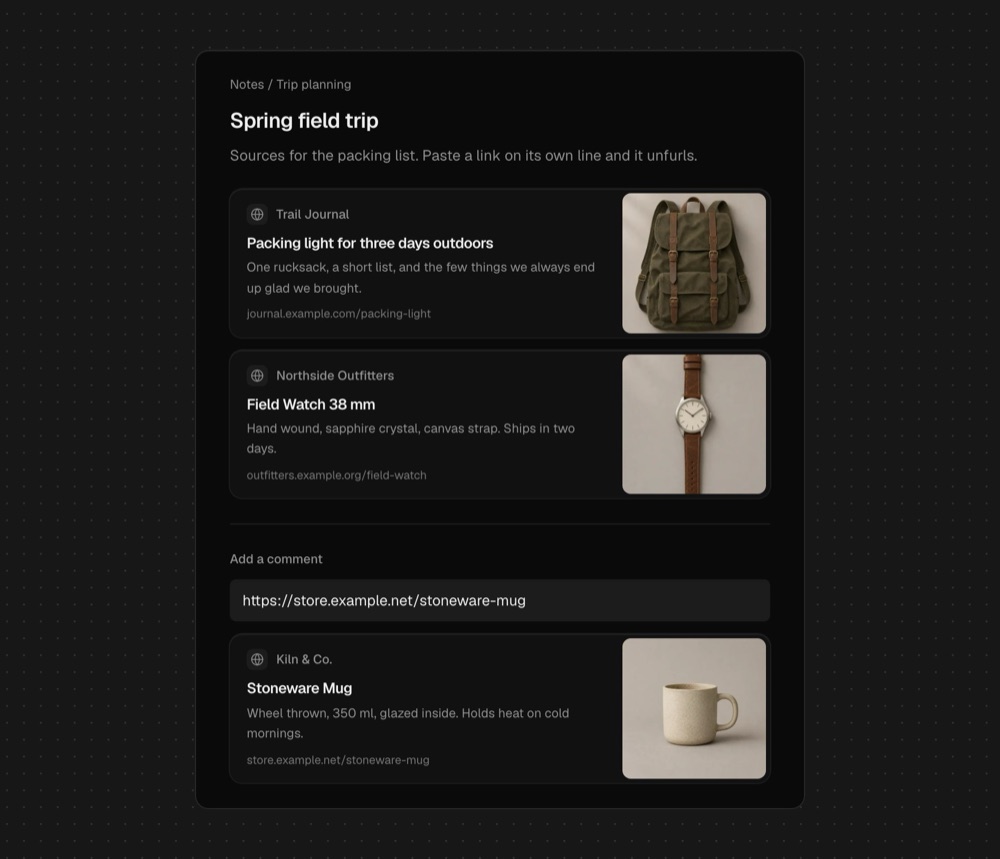 Notes / Trip planning
Spring field trip
Sources for the packing list. Paste a link on its own line and it unfurls.
Trail Journal
Packing light for three days outdoors
One rucksack, a short list, and the few things we always end
up glad we brought.
journal.example.com/packing-light
Northside Outfitters
Field Watch 38 mm
Hand wound, sapphire crystal, canvas strap. Ships in two
days.
outfitters.example.org/field-watch
Add a comment
https://store.example.net/stoneware-mug
Kiln & Co.
Stoneware Mug
Wheel thrown, 350 ml, glazed inside. Holds heat on cold
mornings.
store.example.net/stoneware-mug